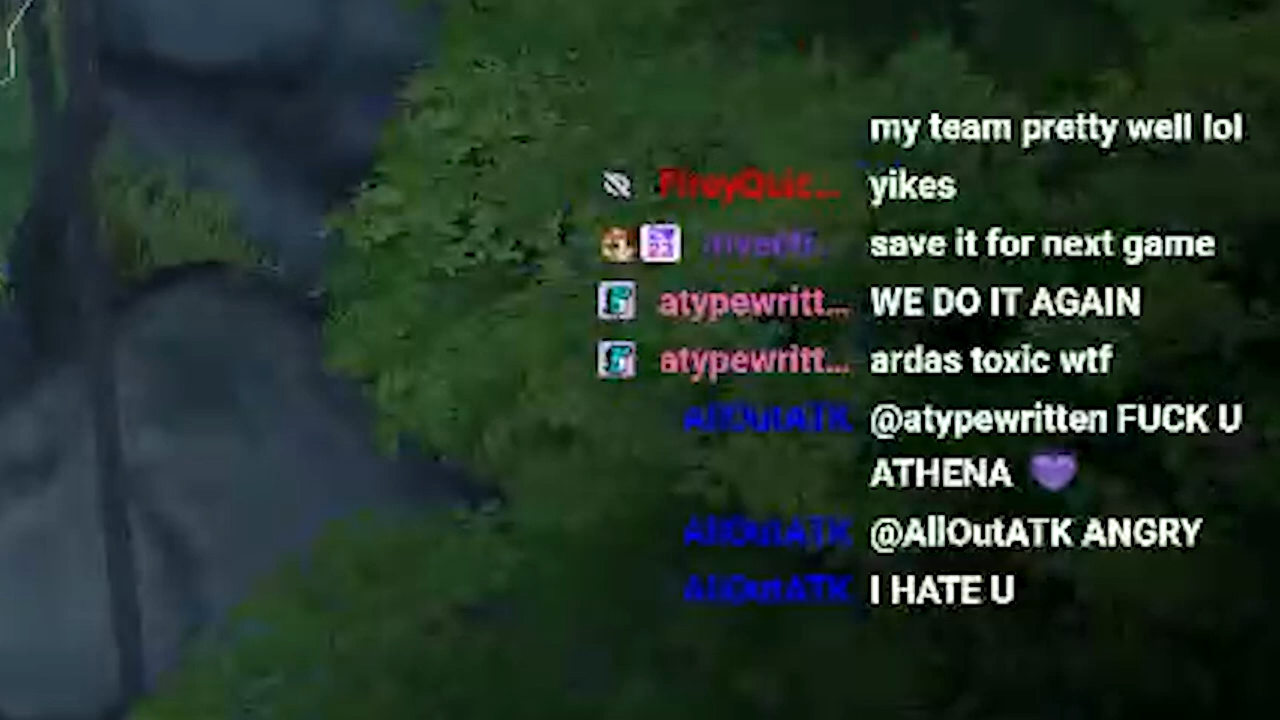 my team pretty well lol
yikes
save it for next game
atypewritt... WE DO IT AGAIN
atypewritt... ardas toxic wtf
AllOutATK @atypewritten FUCK U
ATHENA 💜
AllOutATK @AllOutATK ANGRY
AllOutATK I HATE U